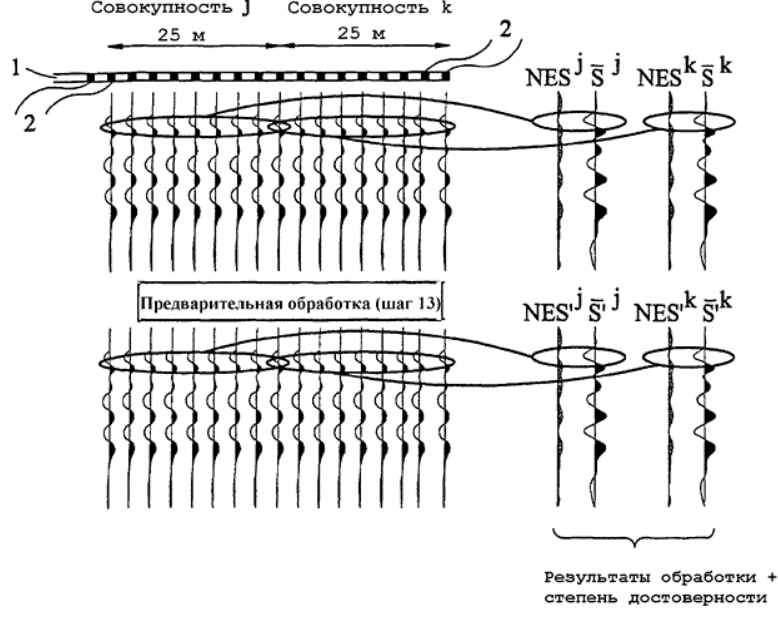 Совокупность j Совокупность k
25 м 25 м
2
1
2
2
NES^j S̄^j NES^k S̄^k
Предварительная обработка (шаг 13)
NES'^j S̄'^j NES'^k S̄'^k
Результаты обработки +
степень достоверности